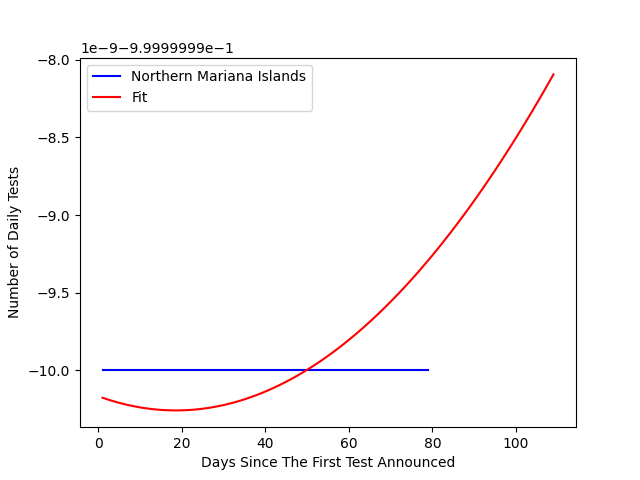 1e−9−9.9999999e−1
Northern Mariana Islands
Fit
Number of Daily Tests
−8.0
−8.5
−9.0
−9.5
−10.0
0 20 40 60 80 100
Days Since The First Test Announced